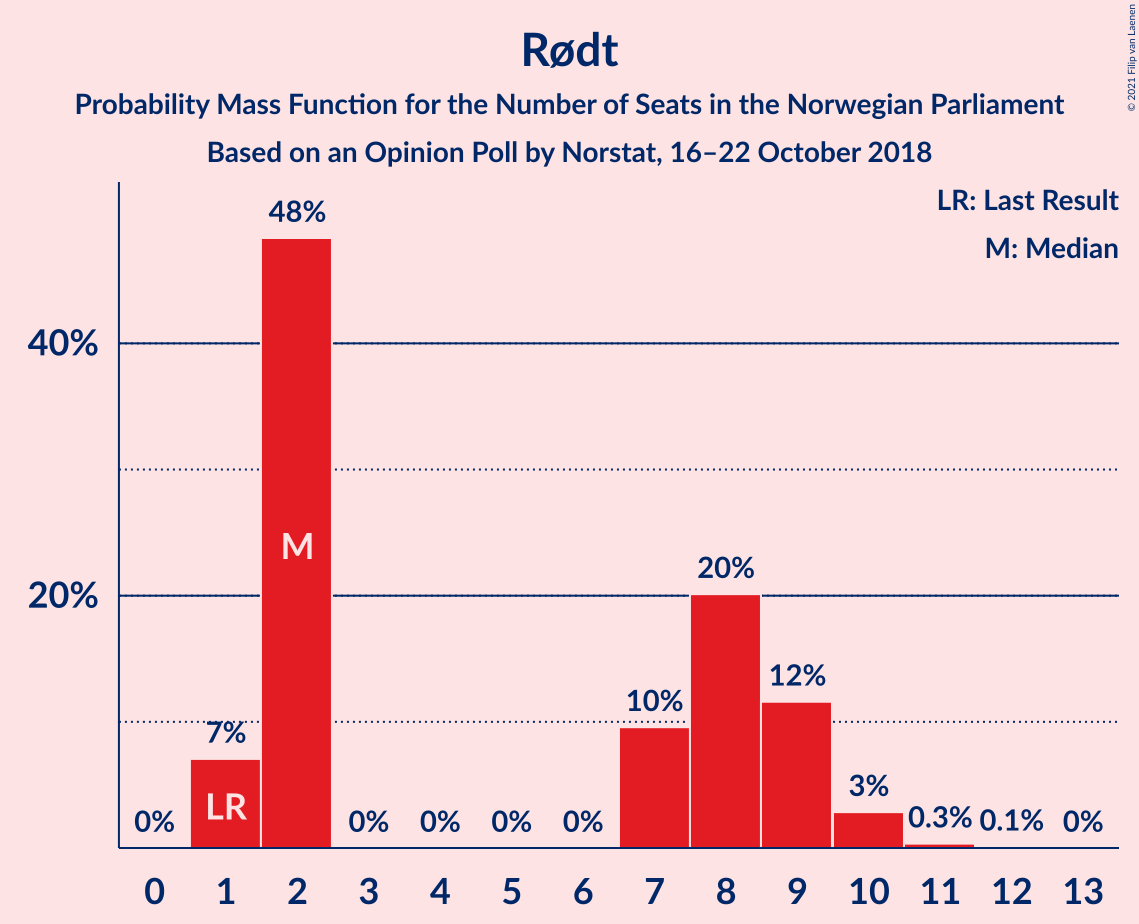 Rødt
Probability Mass Function for the Number of Seats in the Norwegian Parliament
Based on an Opinion Poll by Norstat, 16–22 October 2018
© 2021 Filip van Laenen
LR: Last Result
M: Median
48%
40%
M
20%
20%
12%
10%
7%
3%
LR
0%
0%
0%
0%
0%
0.3%
0.1%
0%
0 1 2 3 4 5 6 7 8 9 10 11 12 13